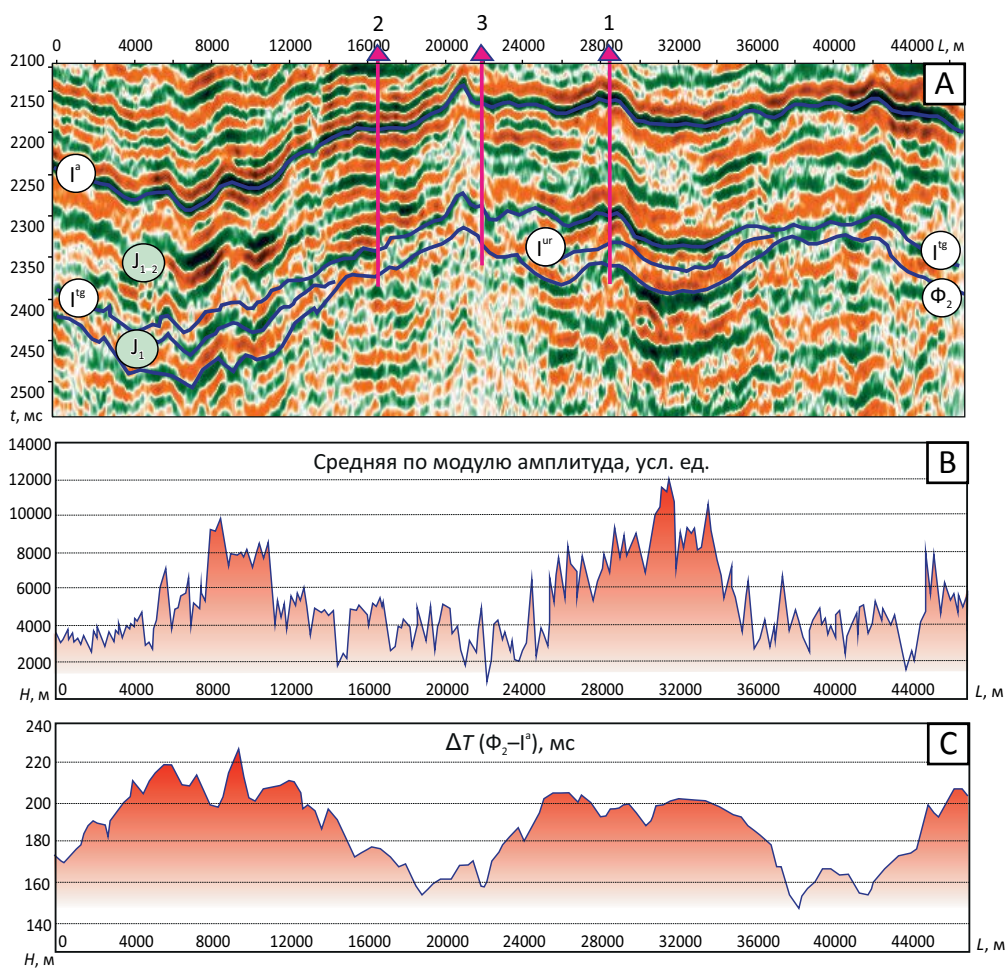 2 3 1
0 4000 8000 12000 16000 20000 24000 28000 32000 36000 40000 44000 L, м
2100
2150
2200
2250
2300
2350
2400
2450
2500
t, мс
A
Iᵃ
J₁₋₂
Iᵗᵍ
J₁
Iᵘʳ
Iᵗᵍ
Ф₂
14000
12000
10000
8000
6000
4000
2000
H, м
B
Средняя по модулю амплитуда, усл. ед.
0 4000 8000 12000 16000 20000 24000 28000 32000 36000 40000 44000
L, м
240
220
200
180
160
140
H, м
C
ΔT (Ф₂–Iᵃ), мс
0 4000 8000 12000 16000 20000 24000 28000 32000 36000 40000 44000
L, м